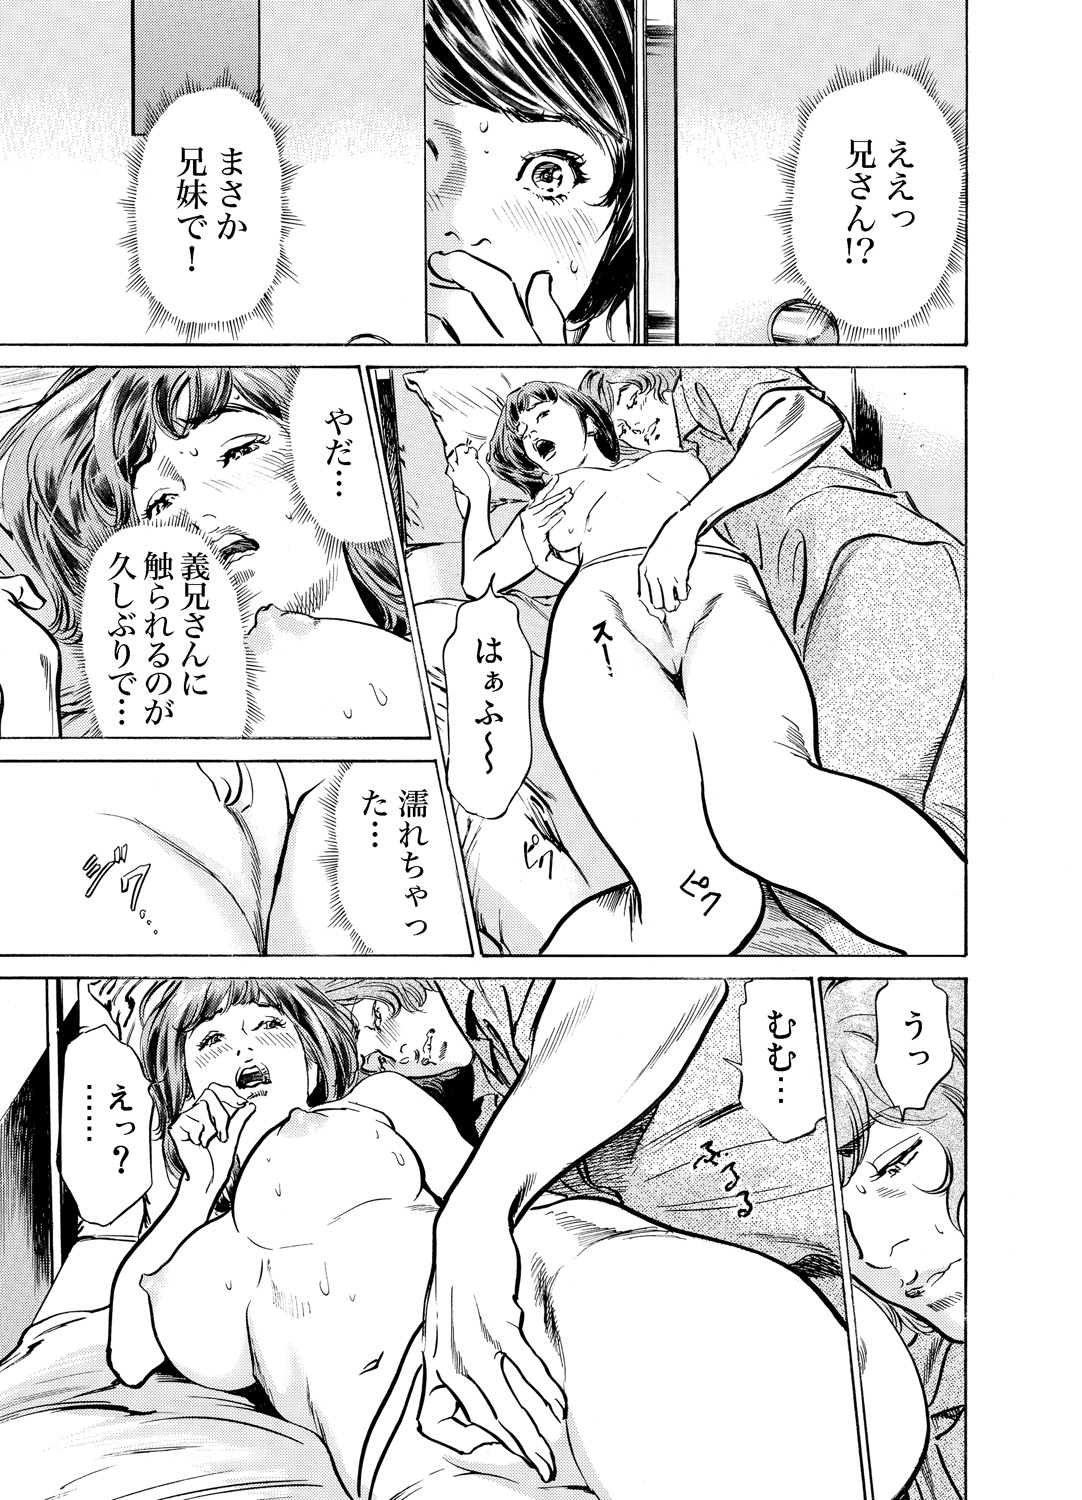 ええっ
兄さん!?
まさか
兄妹で!
はぁふ〜
スー!
ピク
ピク
やだ…
義兄さんに
触られるのが
久しぶりで…
濡れちゃっ
た…
ジワ…
うっ
むむ…
ぶるる
えっ?
……